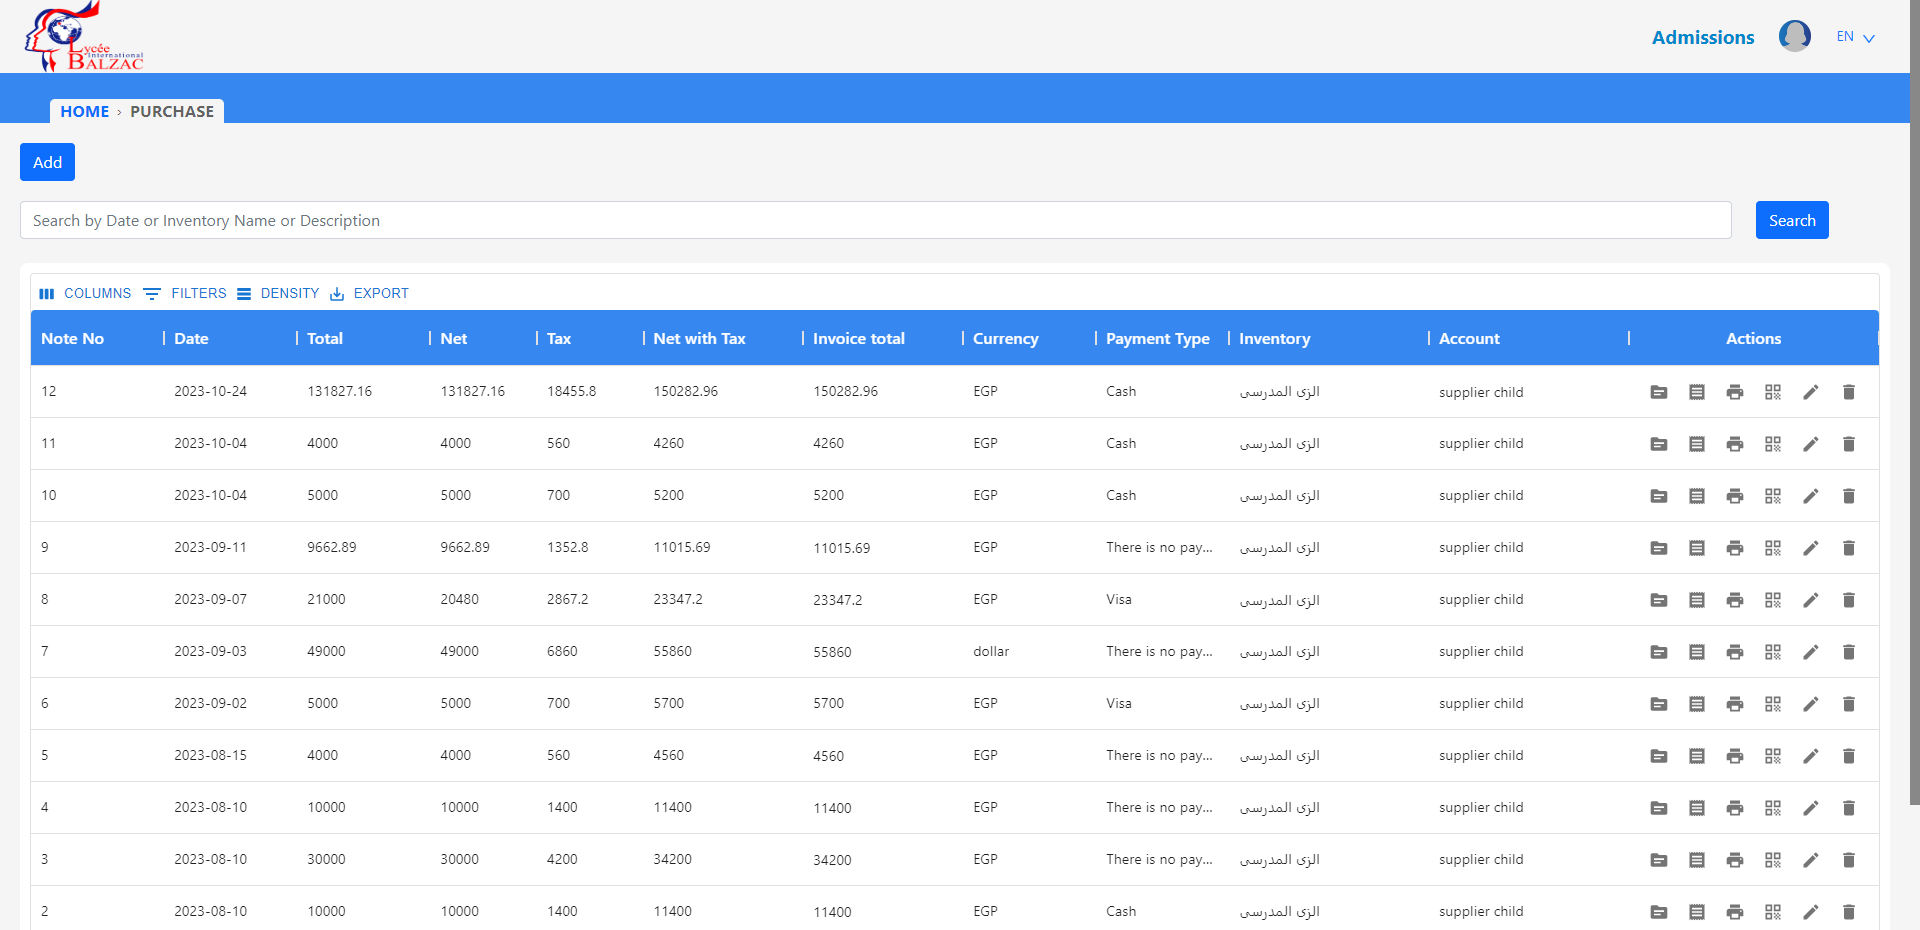 Lycée
International
BALZAC
Admissions
EN
HOME › PURCHASE
Add
Search by Date or Inventory Name or Description
Search
COLUMNS FILTERS DENSITY EXPORT
Note No Date Total Net Tax Net with Tax Invoice total Currency Payment Type Inventory Account Actions
12 2023-10-24 131827.16 131827.16 18455.8 150282.96 150282.96 EGP Cash الزى المدرسى supplier child
11 2023-10-04 4000 4000 560 4260 4260 EGP Cash الزى المدرسى supplier child
10 2023-10-04 5000 5000 700 5200 5200 EGP Cash الزى المدرسى supplier child
9 2023-09-11 9662.89 9662.89 1352.8 11015.69 11015.69 EGP There is no pay... الزى المدرسى supplier child
8 2023-09-07 21000 20480 2867.2 23347.2 23347.2 EGP Visa الزى المدرسى supplier child
7 2023-09-03 49000 49000 6860 55860 55860 dollar There is no pay... الزى المدرسى supplier child
6 2023-09-02 5000 5000 700 5700 5700 EGP Visa الزى المدرسى supplier child
5 2023-08-15 4000 4000 560 4560 4560 EGP There is no pay... الزى المدرسى supplier child
4 2023-08-10 10000 10000 1400 11400 11400 EGP There is no pay... الزى المدرسى supplier child
3 2023-08-10 30000 30000 4200 34200 34200 EGP There is no pay... الزى المدرسى supplier child
2 2023-08-10 10000 10000 1400 11400 11400 EGP Cash الزى المدرسى supplier child